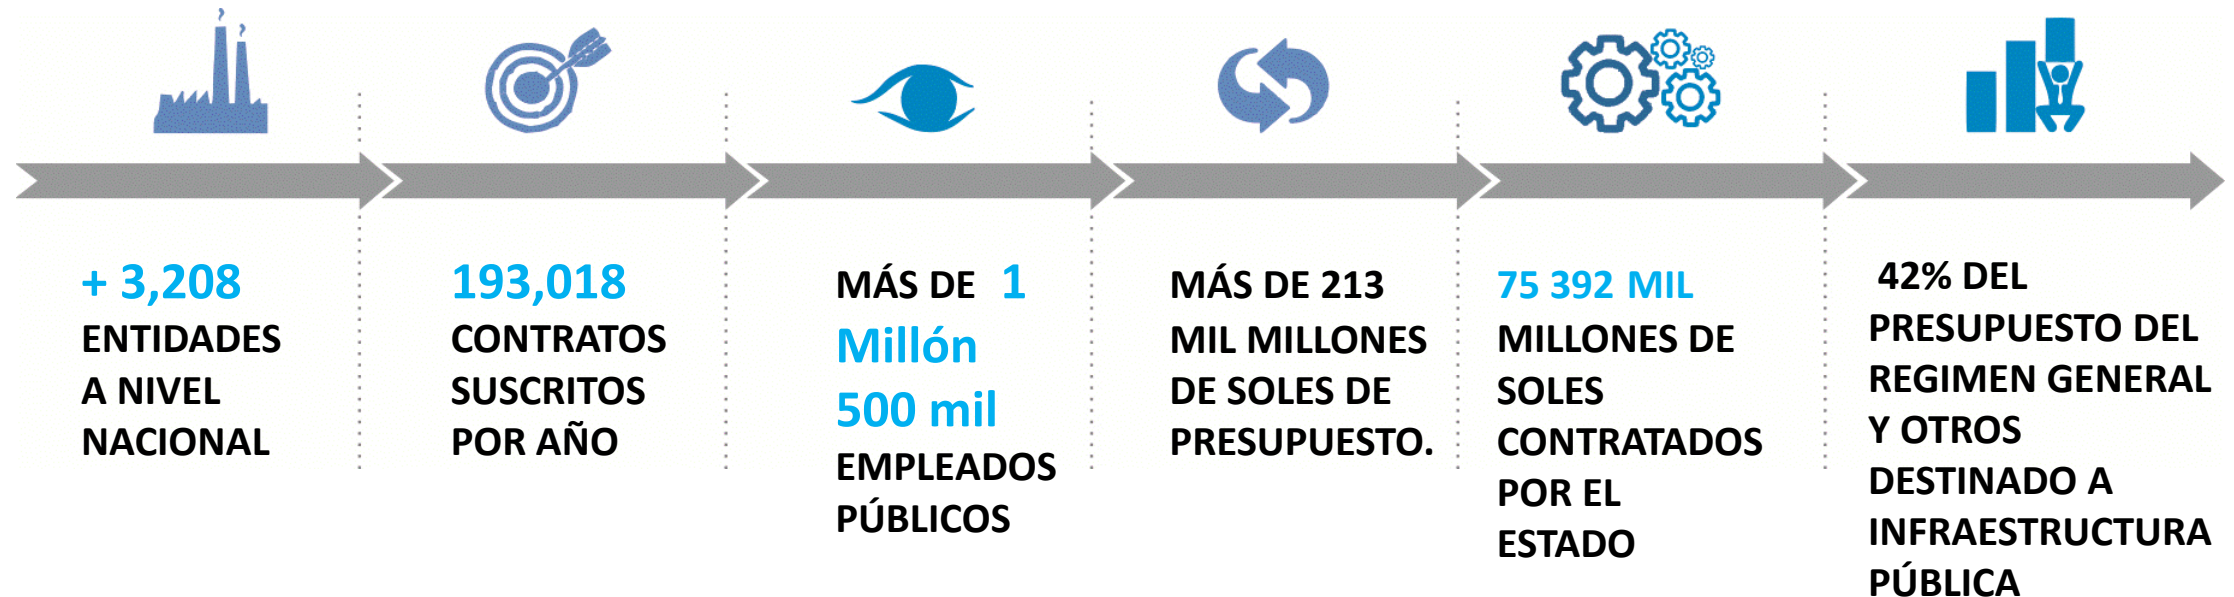 + 3,208
ENTIDADES
A NIVEL
NACIONAL
193,018
CONTRATOS
SUSCRITOS
POR AÑO
MÁS DE 1
Millón
500 mil
EMPLEADOS
PÚBLICOS
MÁS DE 213
MIL MILLONES
DE SOLES DE
PRESUPUESTO.
75 392 MIL
MILLONES DE
SOLES
CONTRATADOS
POR EL
ESTADO
42% DEL
PRESUPUESTO DEL
REGIMEN GENERAL
Y OTROS
DESTINADO A
INFRAESTRUCTURA
PÚBLICA